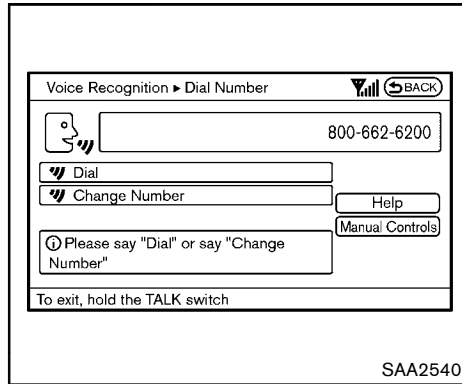 Voice Recognition ▸ Dial Number
BACK
800-662-6200
Dial
Change Number
Help
Manual Controls
Please say "Dial" or say "Change
Number"
To exit, hold the TALK switch
SAA2540